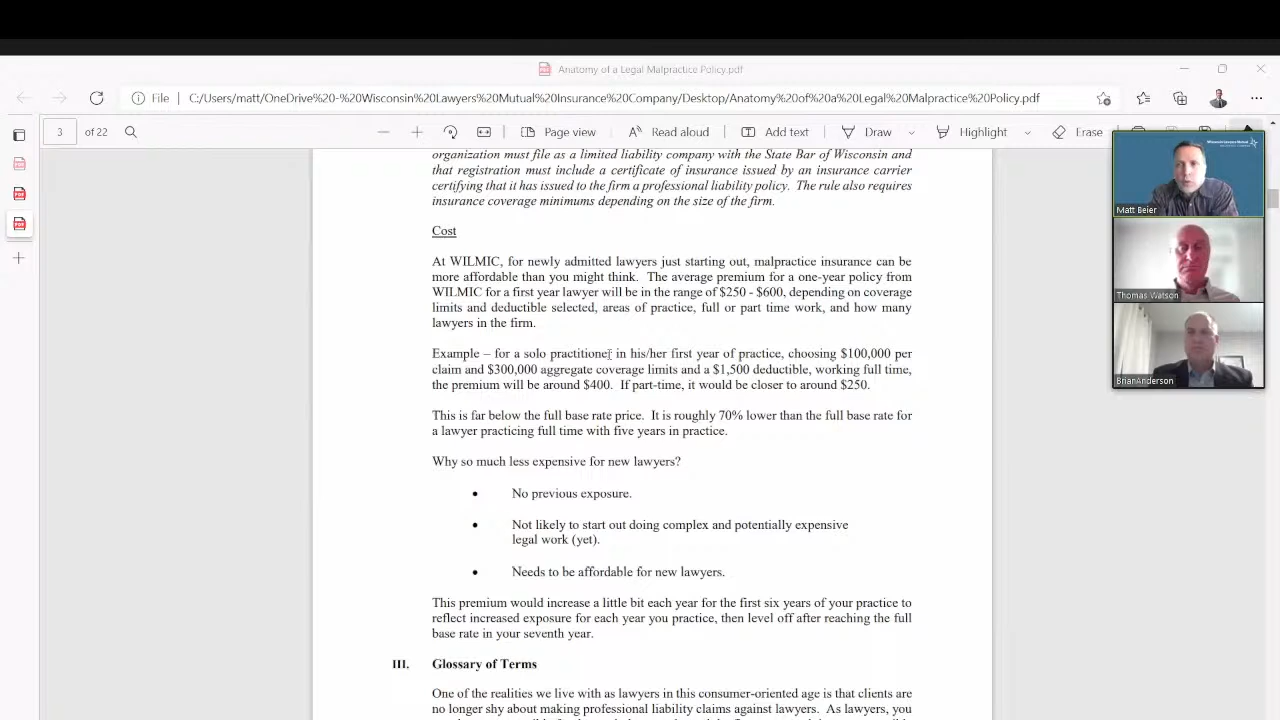 Anatomy of a Legal Malpractice Policy.pdf
File
C:/Users/matt/OneDrive%20-%20Wisconsin%20Lawyers%20Mutual%20Insurance%20Company/Desktop/Anatomy%20of%20a%20Legal%20Malpractice%20Policy.pdf
3 of 22
Page view
Read aloud
Add text
Draw
Highlight
Erase
organization must file as a limited liability company with the State Bar of Wisconsin and
that registration must include a certificate of insurance issued by an insurance carrier
certifying that it has issued to the firm a professional liability policy. The rule also requires
insurance coverage minimums depending on the size of the firm.
Cost
At WILMIC, for newly admitted lawyers just starting out, malpractice insurance can be
more affordable than you might think. The average premium for a one-year policy from
WILMIC for a first year lawyer will be in the range of $250 - $600, depending on coverage
limits and deductible selected, areas of practice, full or part time work, and how many
lawyers in the firm.
Example – for a solo practitioner in his/her first year of practice, choosing $100,000 per
claim and $300,000 aggregate coverage limits and a $1,500 deductible, working full time,
the premium will be around $400. If part-time, it would be closer to around $250.
This is far below the full base rate price. It is roughly 70% lower than the full base rate for
a lawyer practicing full time with five years in practice.
Why so much less expensive for new lawyers?
• No previous exposure.
• Not likely to start out doing complex and potentially expensive
legal work (yet).
• Needs to be affordable for new lawyers.
This premium would increase a little bit each year for the first six years of your practice to
reflect increased exposure for each year you practice, then level off after reaching the full
base rate in your seventh year.
III. Glossary of Terms
One of the realities we live with as lawyers in this consumer-oriented age is that clients are
no longer shy about making professional liability claims against lawyers. As lawyers, you
Wisconsin Lawyers Mutual
Matt Beier
Thomas Watson
BrianAnderson